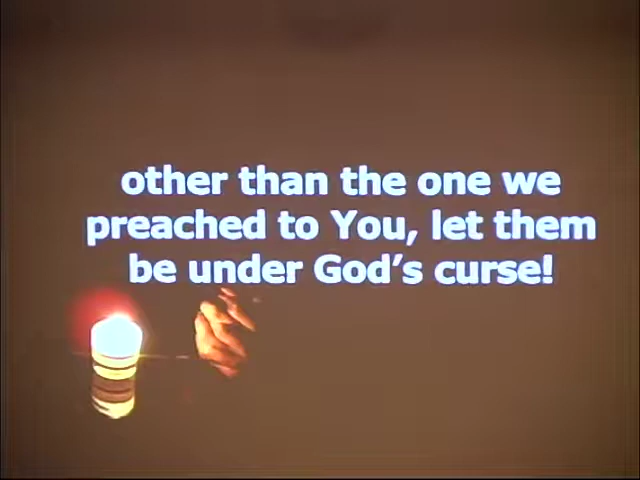 other than the one we
preached to You, let them
be under God's curse!